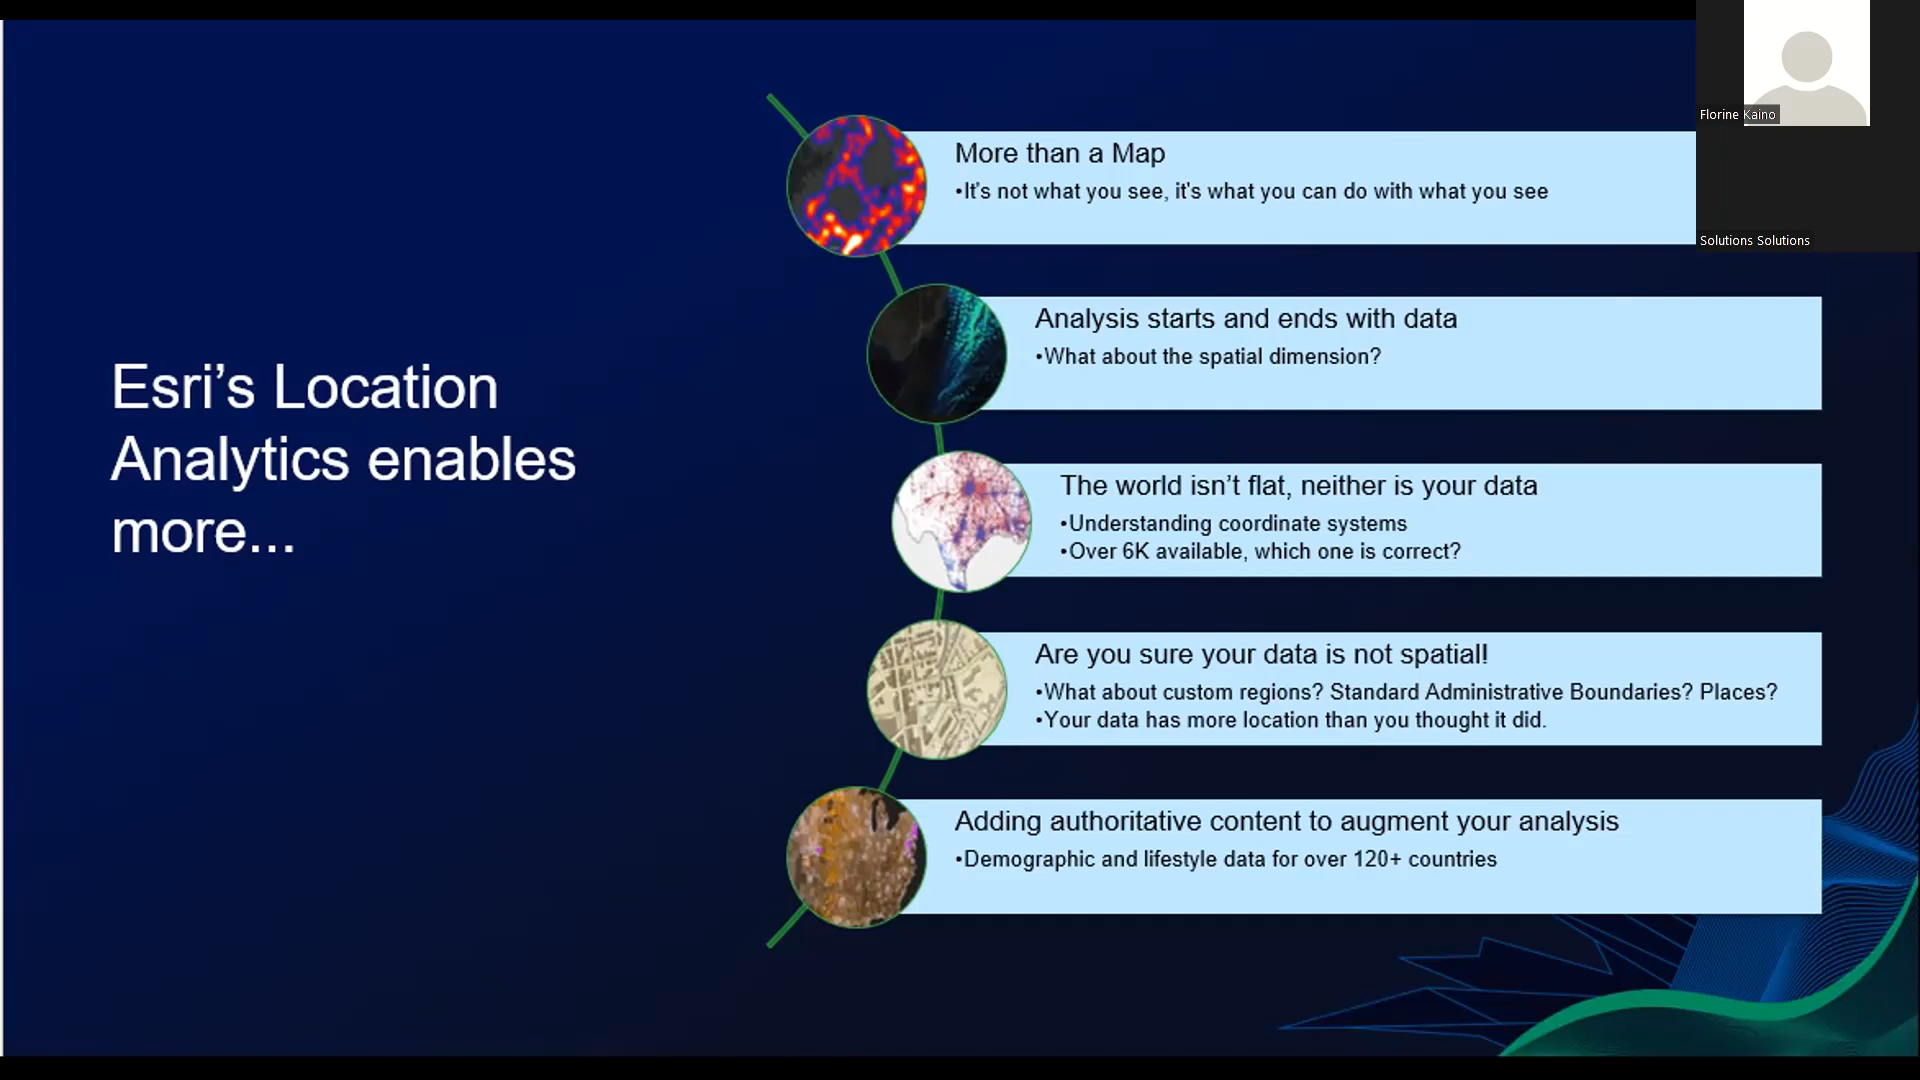 Esri’s Location
Analytics enables
more...
More than a Map
•It's not what you see, it's what you can do with what you see
Analysis starts and ends with data
•What about the spatial dimension?
The world isn’t flat, neither is your data
•Understanding coordinate systems
•Over 6K available, which one is correct?
Are you sure your data is not spatial!
•What about custom regions? Standard Administrative Boundaries? Places?
•Your data has more location than you thought it did.
Adding authoritative content to augment your analysis
•Demographic and lifestyle data for over 120+ countries
Florine Kaino
Solutions Solutions